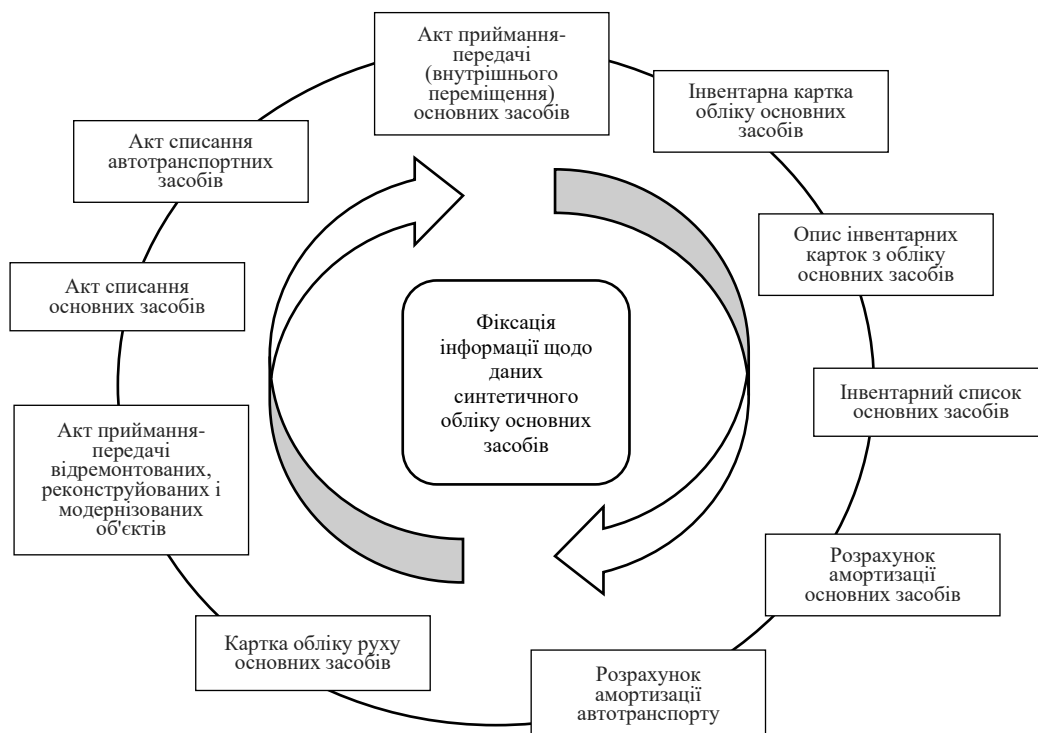 Акт приймання-
передачі
(внутрішнього
переміщення)
основних засобів
Інвентарна картка
обліку основних
засобів
Опис інвентарних
карток з обліку
основних засобів
Інвентарний список
основних засобів
Розрахунок
амортизації
основних засобів
Розрахунок
амортизації
автотранспорту
Картка обліку руху
основних засобів
Акт приймання-
передачі
відремонтованих,
реконструйованих і
модернізованих
об'єктів
Акт списання
основних засобів
Акт списання
автотранспортних
засобів
Фіксація
інформації щодо
даних
синтетичного
обліку основних
засобів